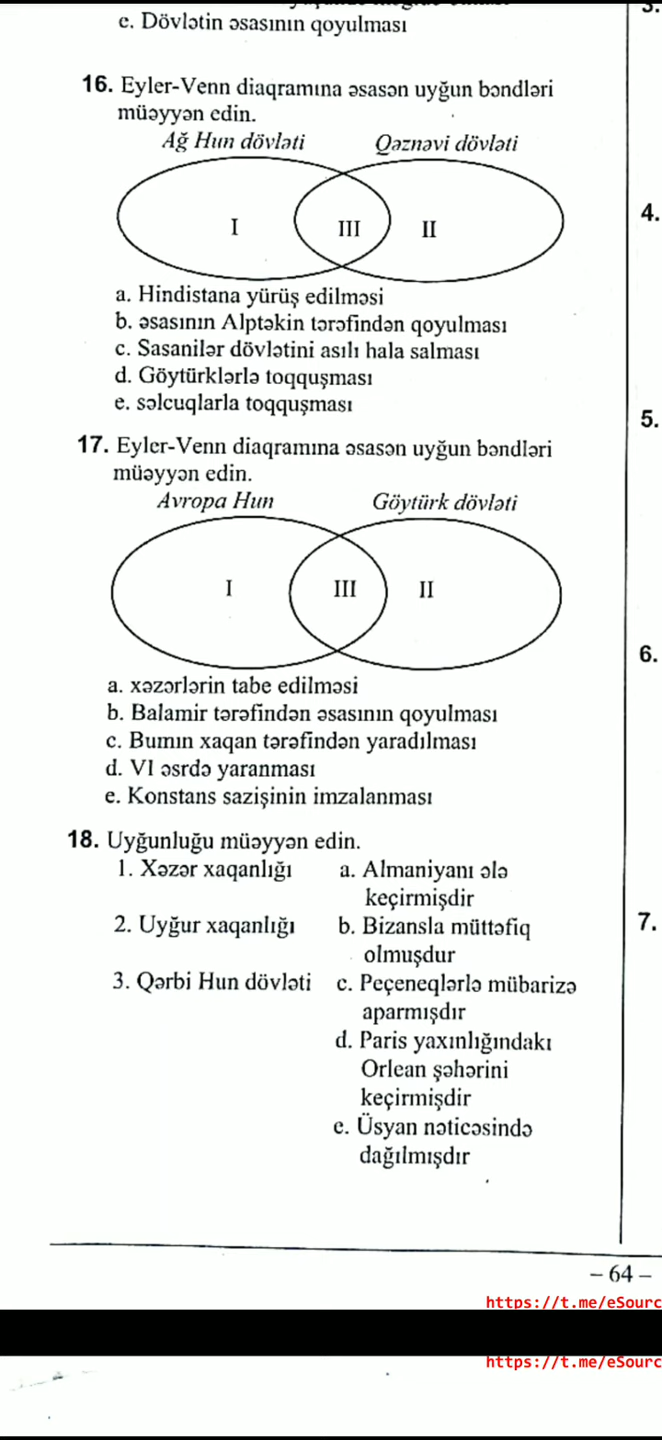 e. Dövlətin əsasının qoyulması
3.
16. Eyler-Venn diaqramına əsasən uyğun bəndləri
müəyyən edin.
Ağ Hun dövləti Qəznəvi dövləti
I III II
4.
a. Hindistana yürüş edilməsi
b. əsasının Alptəkin tərəfindən qoyulması
c. Sasanilər dövlətini asılı hala salması
d. Göytürklərlə toqquşması
e. səlcuqlarla toqquşması
5.
17. Eyler-Venn diaqramına əsasən uyğun bəndləri
müəyyən edin.
Avropa Hun Göytürk dövləti
I III II
6.
a. xəzərlərin tabe edilməsi
b. Balamir tərəfindən əsasının qoyulması
c. Bumın xaqan tərəfindən yaradılması
d. VI əsrdə yaranması
e. Konstans sazişinin imzalanması
18. Uyğunluğu müəyyən edin.
1. Xəzər xaqanlığı a. Almaniyanı ələ
keçirmişdir
2. Uyğur xaqanlığı b. Bizansla müttəfiq
7.
olmuşdur
3. Qərbi Hun dövləti c. Peçeneqlərlə mübarizə
aparmışdır
d. Paris yaxınlığındakı
Orlean şəhərini
keçirmişdir
e. Üsyan nəticəsində
dağılmışdır
– 64 –
https://t.me/eSourc
https://t.me/eSourc